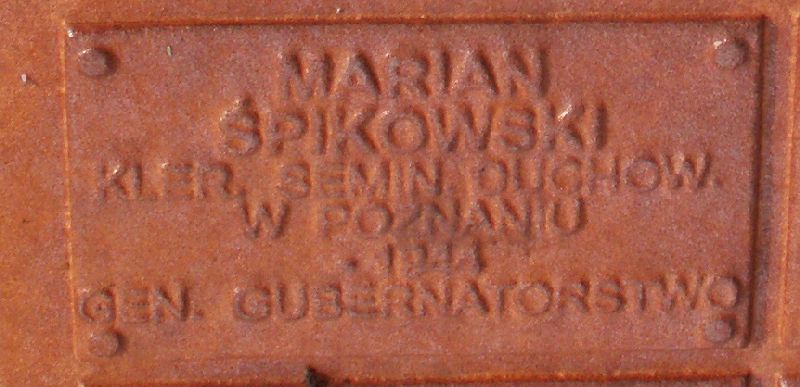 MARIAN
ŚPIKOWSKI
KLER. SEMIN. DUCHOW.
W POZNANIU
1944
GEN. GUBERNATORSTWO